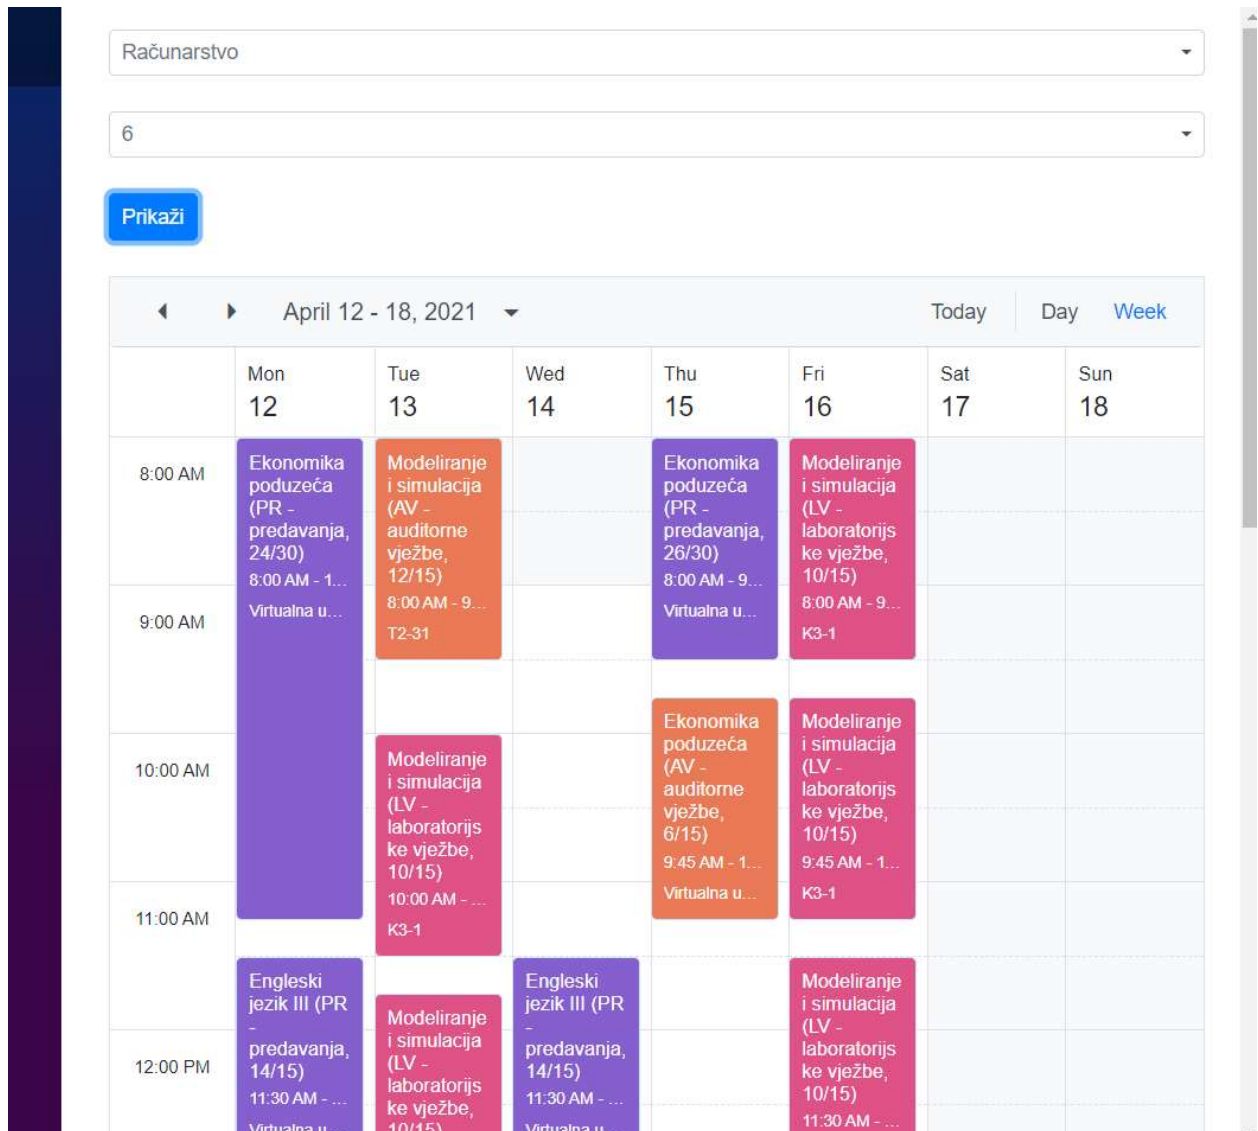 Računarstvo
6
Prikaži
April 12 - 18, 2021
Today
Day
Week
Mon
12
Tue
13
Wed
14
Thu
15
Fri
16
Sat
17
Sun
18
8:00 AM
9:00 AM
10:00 AM
11:00 AM
12:00 PM
Ekonomika
poduzeća
(PR -
predavanja,
24/30)
8:00 AM - 1...
Virtualna u...
Engleski
jezik III (PR
-
predavanja,
14/15)
11:30 AM - ...
Virtualna u...
Modeliranje
i simulacija
(AV -
auditorne
vježbe,
12/15)
8:00 AM - 9...
T2-31
Modeliranje
i simulacija
(LV -
laboratorijs
ke vježbe,
10/15)
10:00 AM - ...
K3-1
Modeliranje
i simulacija
(LV -
laboratorijs
ke vježbe,
10/15)
Engleski
jezik III (PR
-
predavanja,
14/15)
11:30 AM - ...
Virtualna u...
Ekonomika
poduzeća
(PR -
predavanja,
26/30)
8:00 AM - 9...
Virtualna u...
Ekonomika
poduzeća
(AV -
auditorne
vježbe,
6/15)
9:45 AM - 1...
Virtualna u...
Modeliranje
i simulacija
(LV -
laboratorijs
ke vježbe,
10/15)
8:00 AM - 9...
K3-1
Modeliranje
i simulacija
(LV -
laboratorijs
ke vježbe,
10/15)
9:45 AM - 1...
K3-1
Modeliranje
i simulacija
(LV -
laboratorijs
ke vježbe,
10/15)
11:30 AM - ...